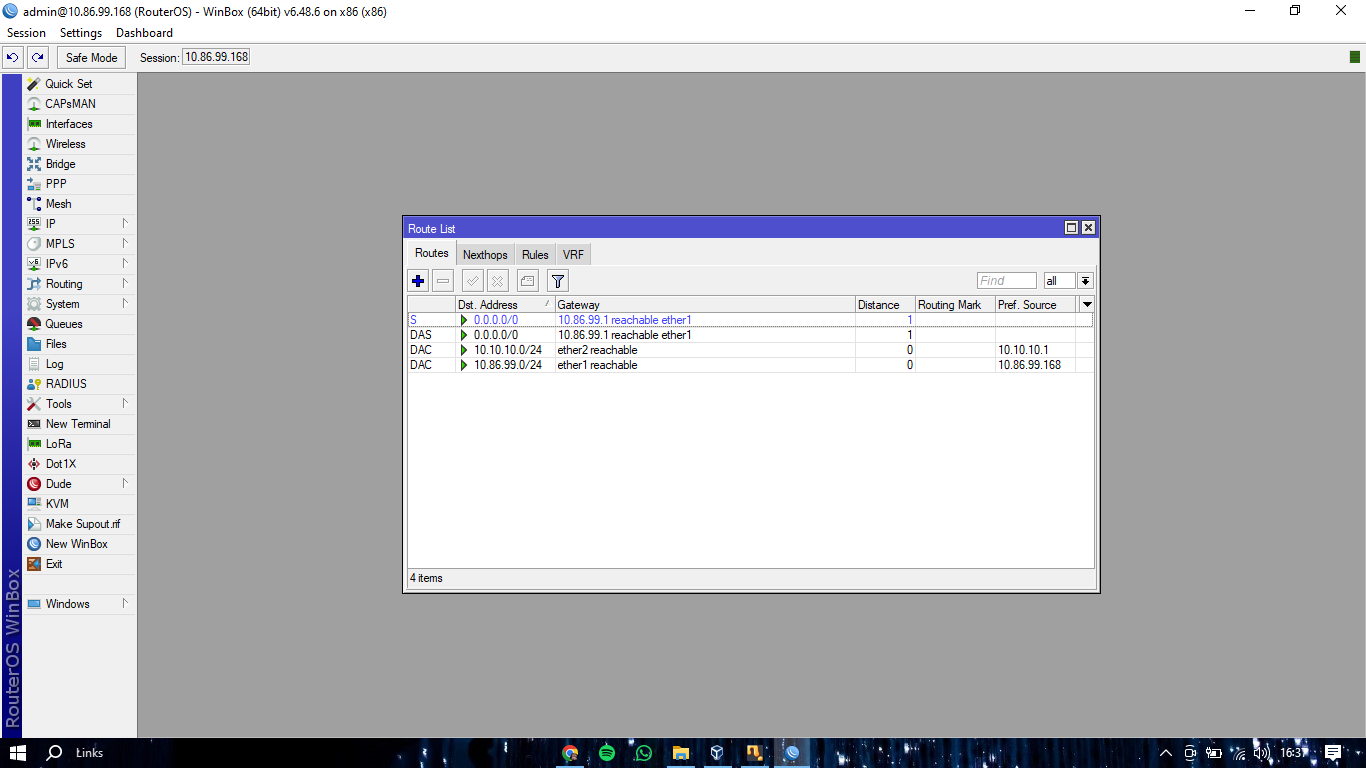 admin@10.86.99.168 (RouterOS) - WinBox (64bit) v6.48.6 on x86 (x86)
Session Settings Dashboard
Safe Mode Session: 10.86.99.168
Quick Set
CAPsMAN
Interfaces
Wireless
Bridge
PPP
Mesh
IP
MPLS
IPv6
Routing
System
Queues
Files
Log
RADIUS
Tools
New Terminal
LoRa
Dot1X
Dude
KVM
Make Supout.rif
New WinBox
Exit
Windows
RouterOS WinBox
Route List
Routes Nexthops Rules VRF
Find all
Dst. Address Gateway Distance Routing Mark Pref. Source
S 0.0.0.0/0 10.86.99.1 reachable ether1 1
DAS 0.0.0.0/0 10.86.99.1 reachable ether1 1
DAC 10.10.10.0/24 ether2 reachable 0 10.10.10.1
DAC 10.86.99.0/24 ether1 reachable 0 10.86.99.168
4 items
Łinks 16:37